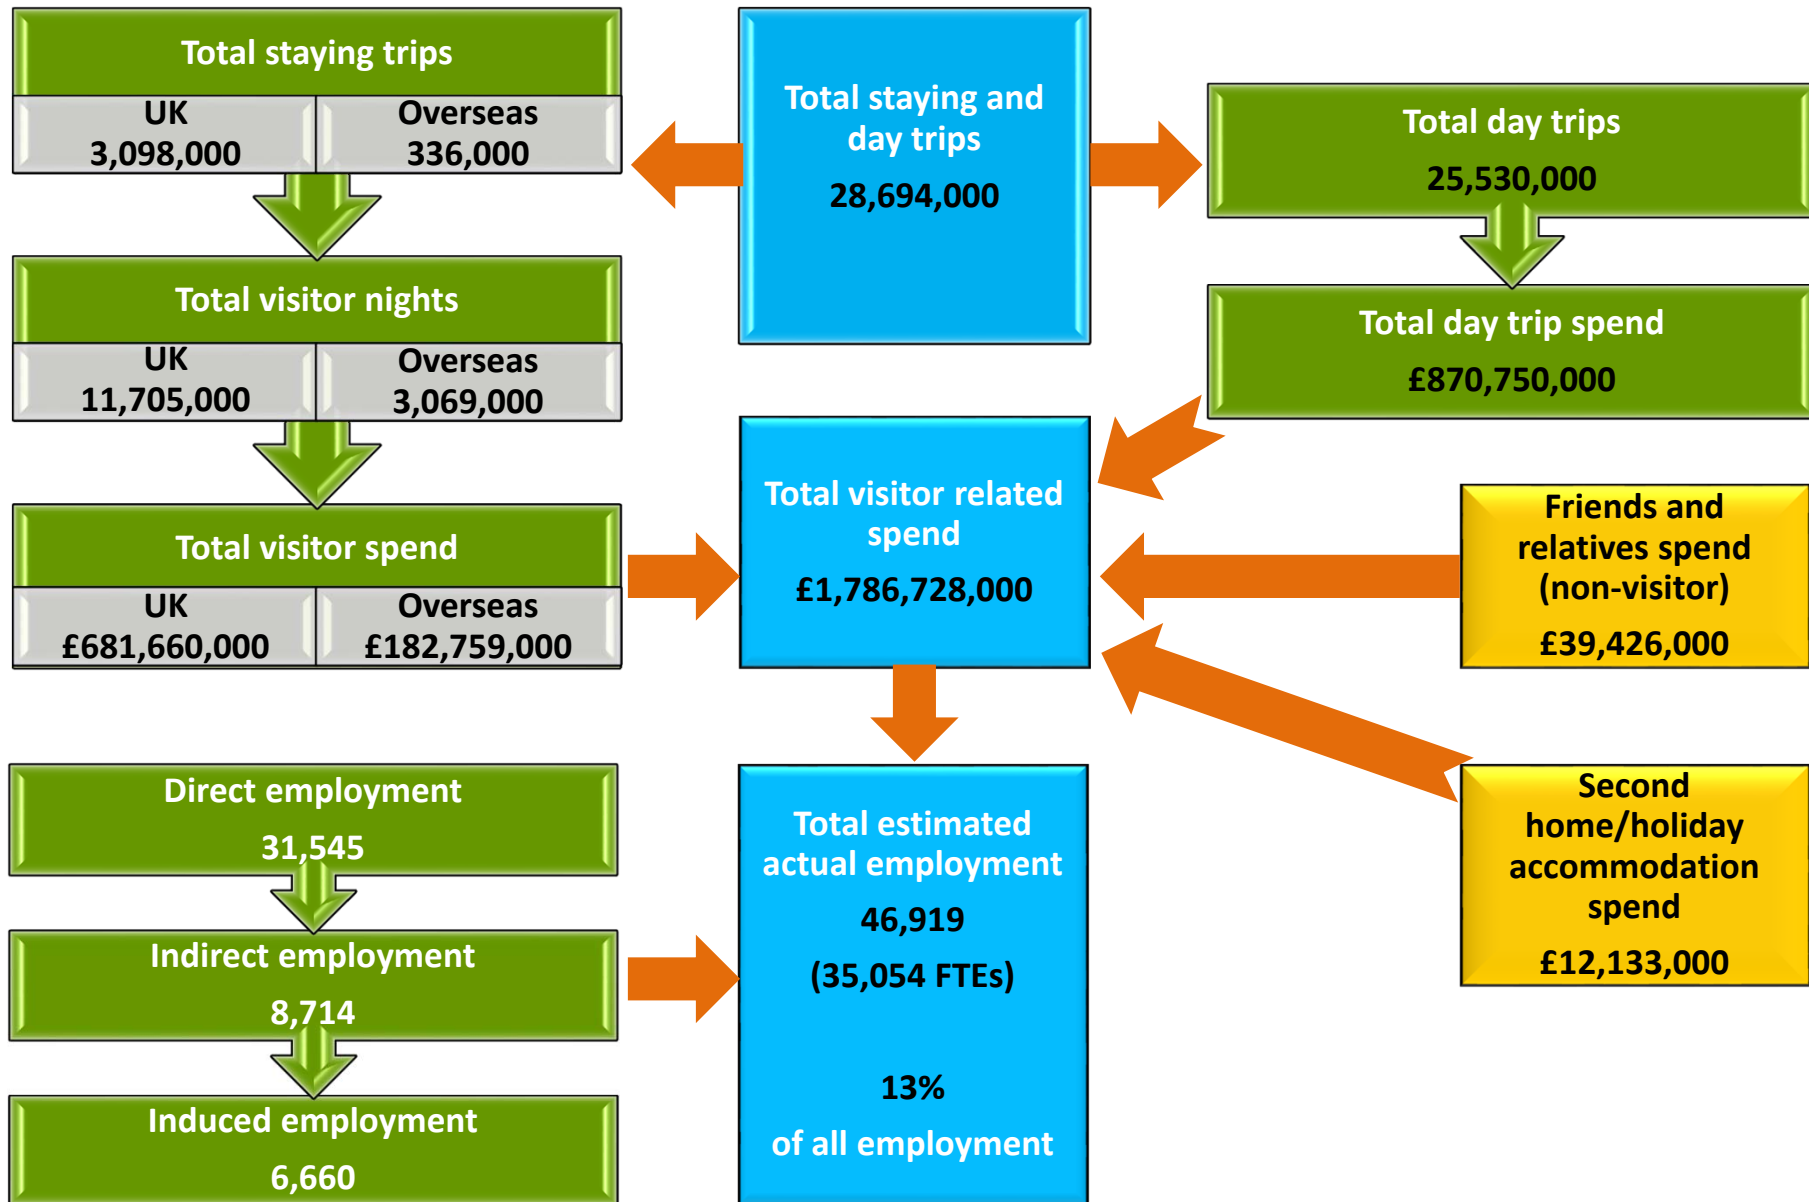 Total staying trips
UK
3,098,000
Overseas
336,000
Total visitor nights
UK
11,705,000
Overseas
3,069,000
Total visitor spend
UK
£681,660,000
Overseas
£182,759,000
Direct employment
31,545
Indirect employment
8,714
Induced employment
6,660
Total staying and
day trips
28,694,000
Total visitor related
spend
£1,786,728,000
Total estimated
actual employment
46,919
(35,054 FTEs)
13%
of all employment
Total day trips
25,530,000
Total day trip spend
£870,750,000
Friends and
relatives spend
(non-visitor)
£39,426,000
Second
home/holiday
accommodation
spend
£12,133,000